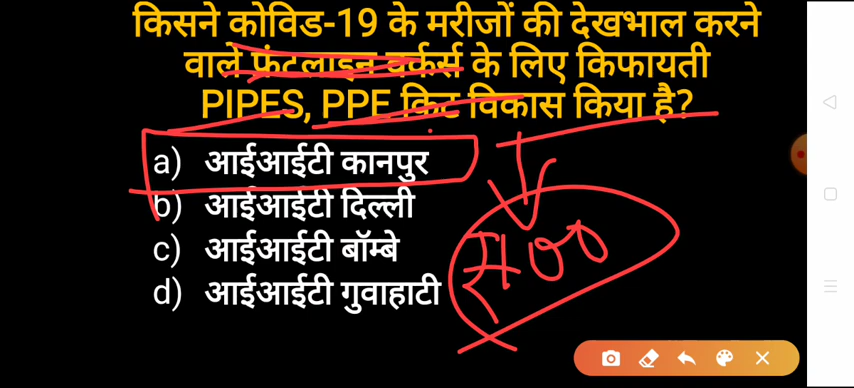 किसने कोविड-19 के मरीजों की देखभाल करने
वाले फ्रंटलाइन वर्कर्स के लिए किफायती
PIPES, PPE किट विकास किया है?
a) आईआईटी कानपुर
b) आईआईटी दिल्ली
c) आईआईटी बॉम्बे
d) आईआईटी गुवाहाटी